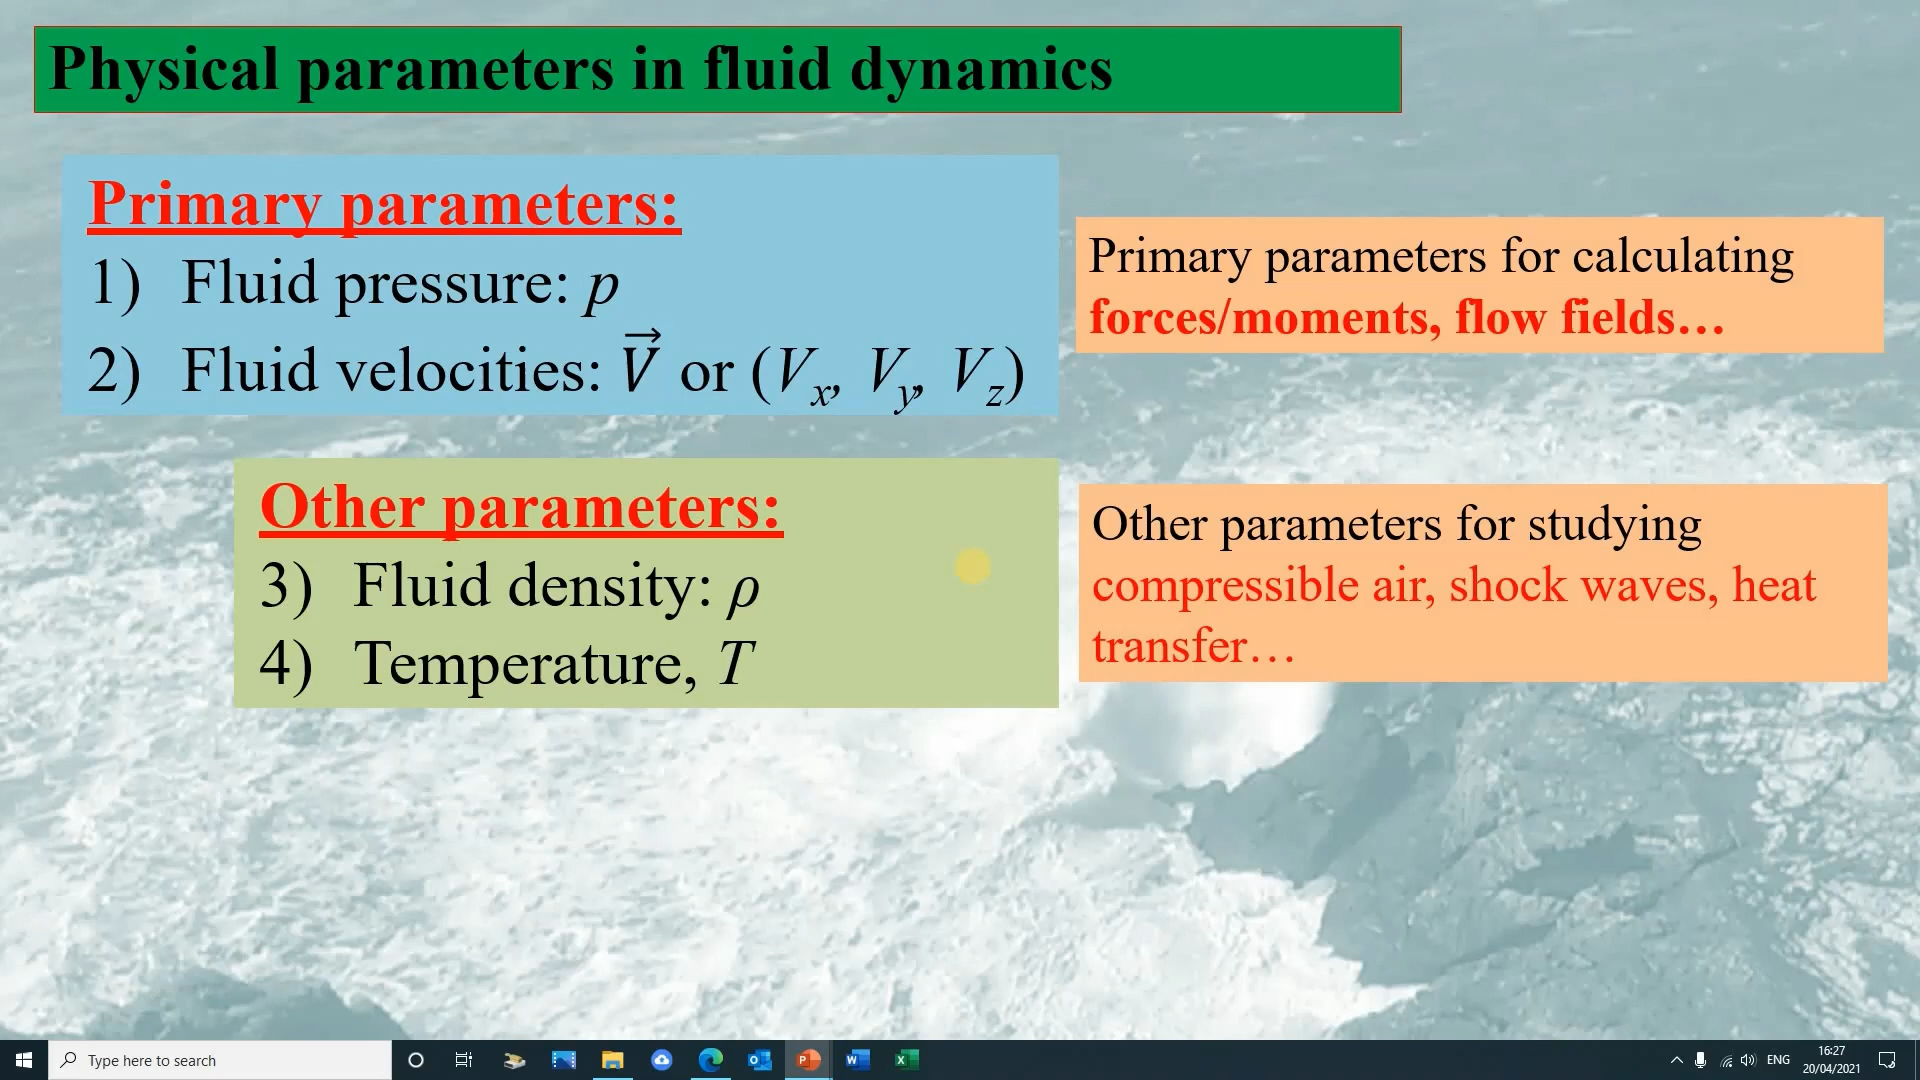 Physical parameters in fluid dynamics
Primary parameters:
1) Fluid pressure: p
2) Fluid velocities: V⃗ or (Vx, Vy, Vz)
Primary parameters for calculating
forces/moments, flow fields…
Other parameters:
3) Fluid density: ρ
4) Temperature, T
Other parameters for studying
compressible air, shock waves, heat
transfer…
Type here to search
ENG
16:27
20/04/2021